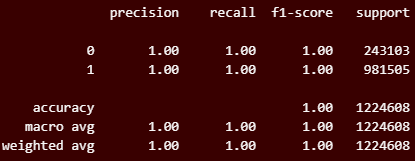 precision recall f1-score support
0 1.00 1.00 1.00 243103
1 1.00 1.00 1.00 981505
accuracy 1.00 1224608
macro avg 1.00 1.00 1.00 1224608
weighted avg 1.00 1.00 1.00 1224608